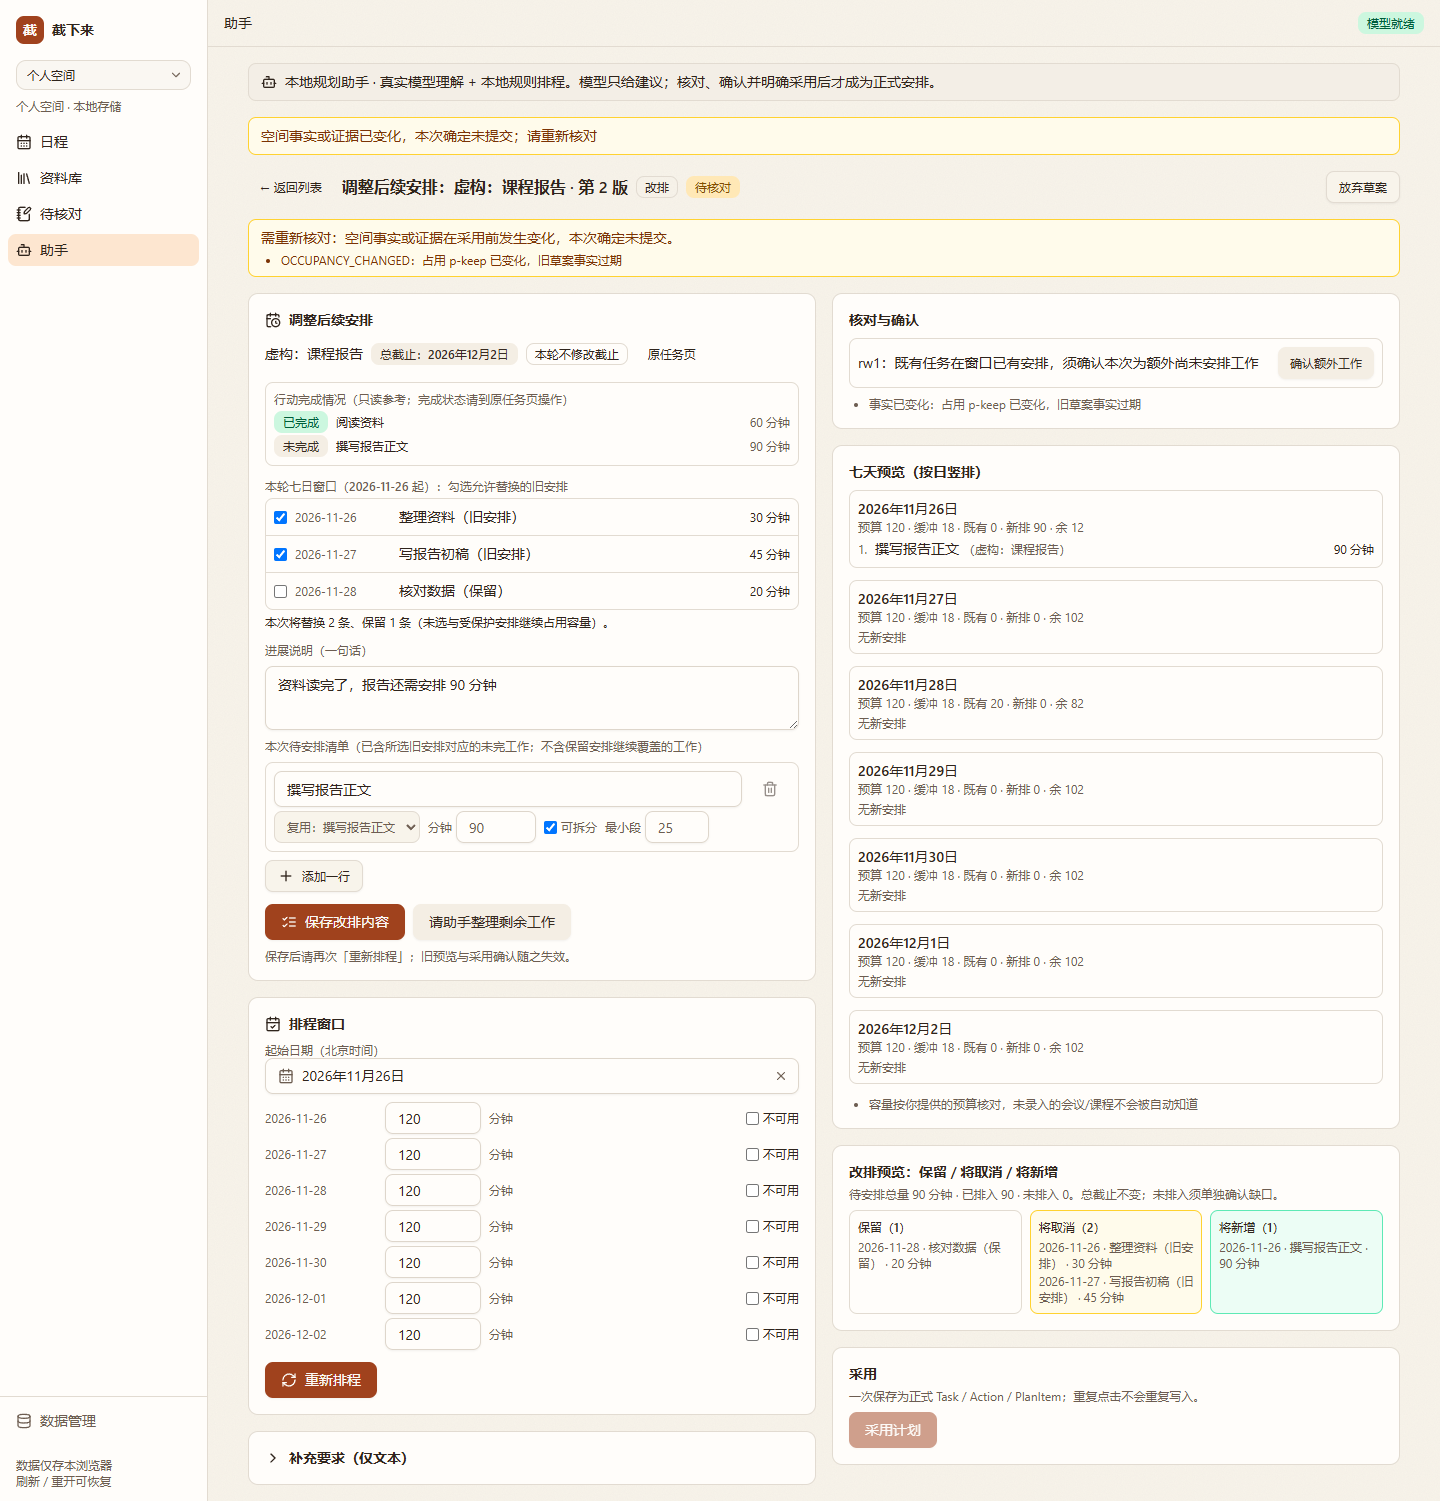 截 截下来
个人空间
个人空间 · 本地存储
日程
资料库
待核对
助手
数据管理
数据仅存本浏览器
刷新 / 重开可恢复
助手
模型就绪
本地规划助手 · 真实模型理解 + 本地规则排程。模型只给建议；核对、确认并明确采用后才成为正式安排。
空间事实或证据已变化，本次确定未提交；请重新核对
← 返回列表 调整后续安排：虚构：课程报告 · 第 2 版 改排 待核对 放弃草案
需重新核对：空间事实或证据在采用前发生变化，本次确定未提交。
• OCCUPANCY_CHANGED：占用 p-keep 已变化，旧草案事实过期
调整后续安排
虚构：课程报告 总截止：2026年12月2日 本轮不修改截止 原任务页
行动完成情况（只读参考；完成状态请到原任务页操作）
已完成 阅读资料 60 分钟
未完成 撰写报告正文 90 分钟
本轮七日窗口（2026-11-26 起）：勾选允许替换的旧安排
2026-11-26 整理资料（旧安排） 30 分钟
2026-11-27 写报告初稿（旧安排） 45 分钟
2026-11-28 核对数据（保留） 20 分钟
本次将替换 2 条、保留 1 条（未选与受保护安排继续占用容量）。
进展说明（一句话）
资料读完了，报告还需安排 90 分钟
本次待安排清单（已含所选旧安排对应的未完工作；不含保留安排继续覆盖的工作）
撰写报告正文
复用：撰写报告正文 分钟 90 可拆分 最小段 25
添加一行
保存改排内容 请助手整理剩余工作
保存后请再次「重新排程」；旧预览与采用确认随之失效。
排程窗口
起始日期（北京时间）
2026年11月26日
2026-11-26 120 分钟 不可用
2026-11-27 120 分钟 不可用
2026-11-28 120 分钟 不可用
2026-11-29 120 分钟 不可用
2026-11-30 120 分钟 不可用
2026-12-01 120 分钟 不可用
2026-12-02 120 分钟 不可用
重新排程
补充要求（仅文本）
核对与确认
rw1：既有任务在窗口已有安排，须确认本次为额外尚未安排工作 确认额外工作
• 事实已变化：占用 p-keep 已变化，旧草案事实过期
七天预览（按日竖排）
2026年11月26日
预算 120 · 缓冲 18 · 既有 0 · 新排 90 · 余 12
1. 撰写报告正文 （虚构：课程报告） 90 分钟
2026年11月27日
预算 120 · 缓冲 18 · 既有 0 · 新排 0 · 余 102
无新安排
2026年11月28日
预算 120 · 缓冲 18 · 既有 20 · 新排 0 · 余 82
无新安排
2026年11月29日
预算 120 · 缓冲 18 · 既有 0 · 新排 0 · 余 102
无新安排
2026年11月30日
预算 120 · 缓冲 18 · 既有 0 · 新排 0 · 余 102
无新安排
2026年12月1日
预算 120 · 缓冲 18 · 既有 0 · 新排 0 · 余 102
无新安排
2026年12月2日
预算 120 · 缓冲 18 · 既有 0 · 新排 0 · 余 102
无新安排
• 容量按你提供的预算核对，未录入的会议/课程不会被自动知道
改排预览：保留 / 将取消 / 将新增
待安排总量 90 分钟 · 已排入 90 · 未排入 0。总截止不变；未排入须单独确认缺口。
保留（1）
2026-11-28 · 核对数据（保
留） · 20 分钟
将取消（2）
2026-11-26 · 整理资料（旧安
排） · 30 分钟
2026-11-27 · 写报告初稿（旧
安排） · 45 分钟
将新增（1）
2026-11-26 · 撰写报告正文 ·
90 分钟
采用
一次保存为正式 Task / Action / PlanItem；重复点击不会重复写入。
采用计划